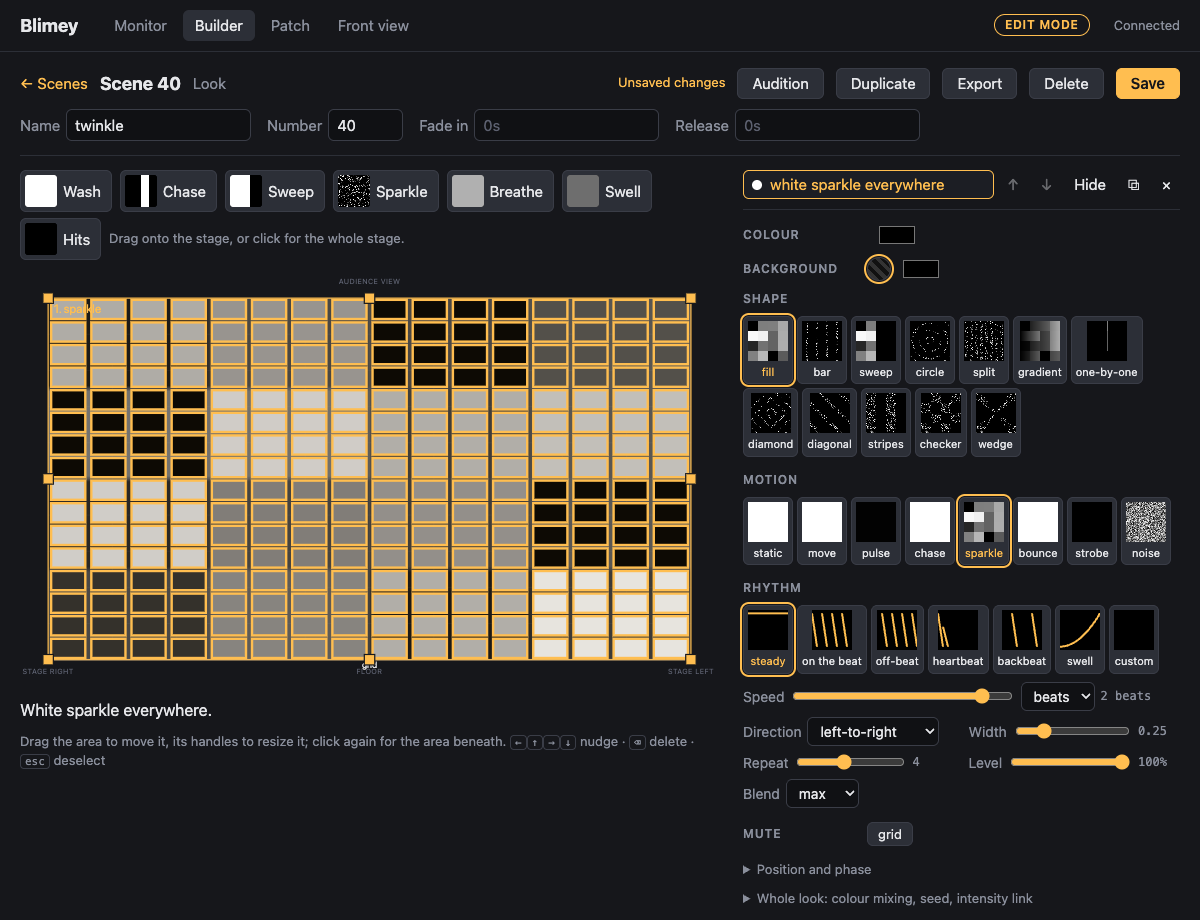 Blimey Monitor Builder Patch Front view EDIT MODE Connected
← Scenes Scene 40 Look Unsaved changes Audition Duplicate Export Delete Save
Name twinkle Number 40 Fade in 0s Release 0s
Wash Chase Sweep Sparkle Breathe Swell
Hits Drag onto the stage, or click for the whole stage.
AUDIENCE VIEW
1. sparkle
grid
STAGE RIGHT FLOOR STAGE LEFT
White sparkle everywhere.
Drag the area to move it, its handles to resize it; click again for the area beneath. ← ↑ → ↓ nudge · ⌫ delete ·
esc deselect
white sparkle everywhere ↑ ↓ Hide ⧉ ×
COLOUR
BACKGROUND
SHAPE
fill bar sweep circle split gradient one-by-one
diamond diagonal stripes checker wedge
MOTION
static move pulse chase sparkle bounce strobe noise
RHYTHM
steady on the beat off-beat heartbeat backbeat swell custom
Speed beats 2 beats
Direction left-to-right Width 0.25
Repeat 4 Level 100%
Blend max
MUTE grid
▶ Position and phase
▶ Whole look: colour mixing, seed, intensity link